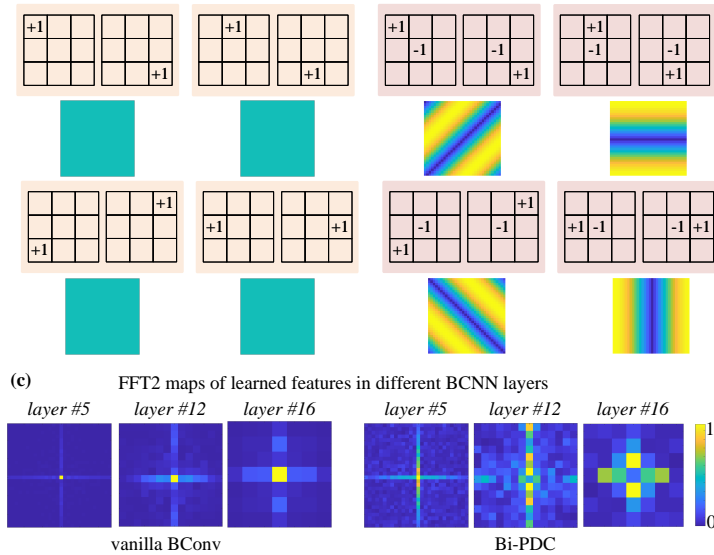 +1 +1 +1 +1
-1 -1 -1 -1
+1 +1 +1 +1
+1 +1
+1 +1 -1 -1 +1 -1 -1 +1
+1 +1
(c) FFT2 maps of learned features in different BCNN layers
layer #5 layer #12 layer #16 layer #5 layer #12 layer #16
1
0
vanilla BConv Bi-PDC